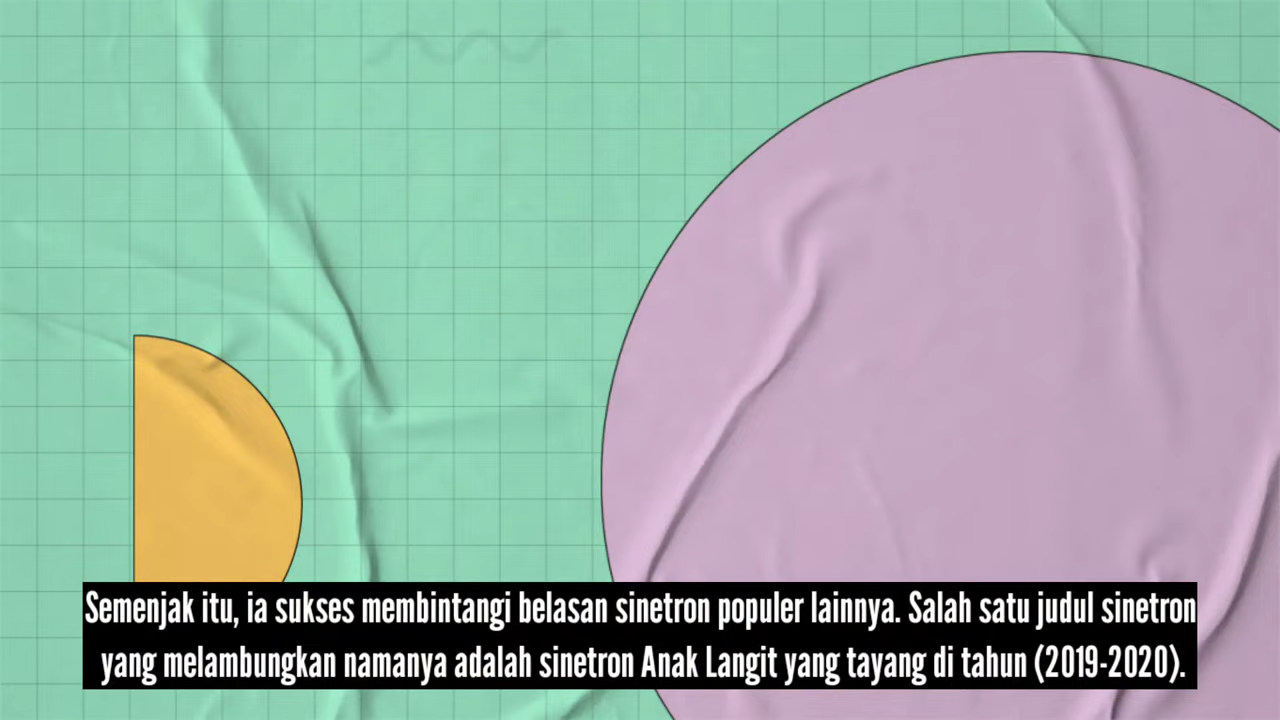 Semenjak itu, ia sukses membintangi belasan sinetron populer lainnya. Salah satu judul sinetron
yang melambungkan namanya adalah sinetron Anak Langit yang tayang di tahun (2019-2020).